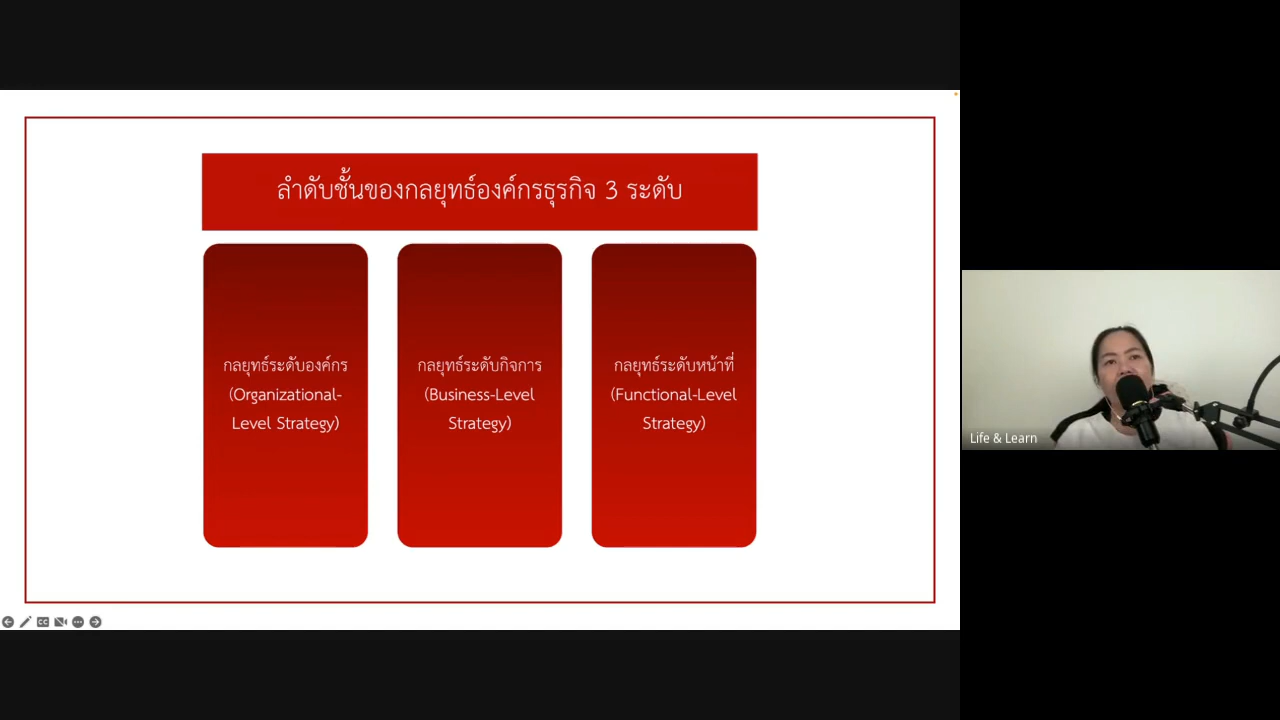 ลำดับชั้นของกลยุทธ์องค์กรธุรกิจ 3 ระดับ
กลยุทธ์ระดับองค์กร
(Organizational-
Level Strategy)
กลยุทธ์ระดับกิจการ
(Business-Level
Strategy)
กลยุทธ์ระดับหน้าที่
(Functional-Level
Strategy)
Life & Learn
CC